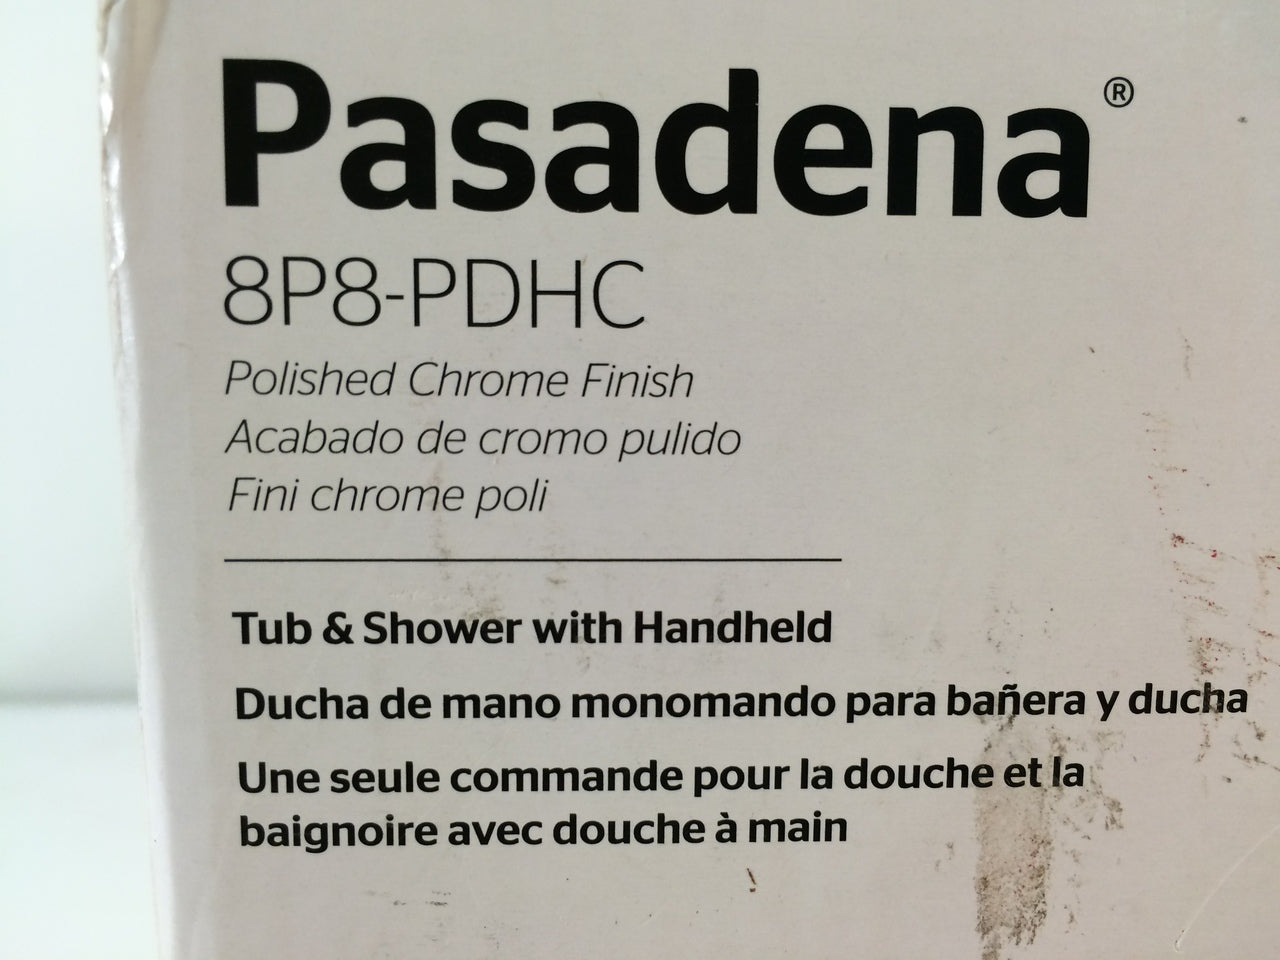 Pasadena®
8P8-PDHC
Polished Chrome Finish
Acabado de cromo pulido
Fini chrome poli
Tub & Shower with Handheld
Ducha de mano monomando para bañera y ducha
Une seule commande pour la douche et la
baignoire avec douche à main